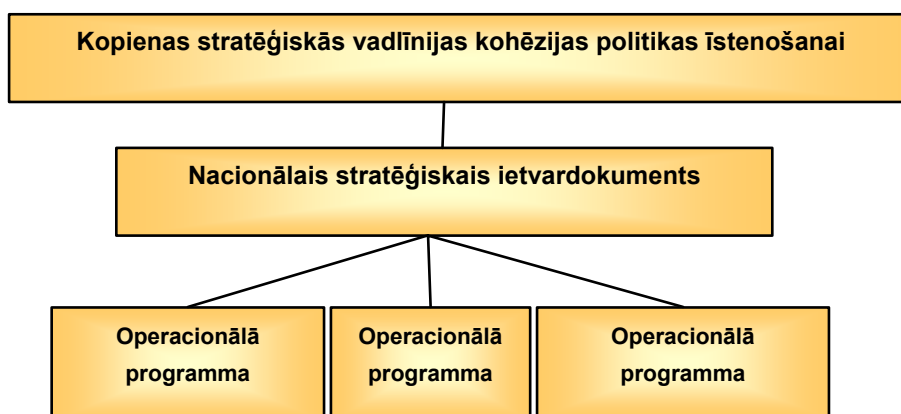 Kopienas stratēģiskās vadlīnijas kohēzijas politikas īstenošanai
Nacionālais stratēģiskais ietvardokuments
Operacionālā
programma
Operacionālā
programma
Operacionālā
programma